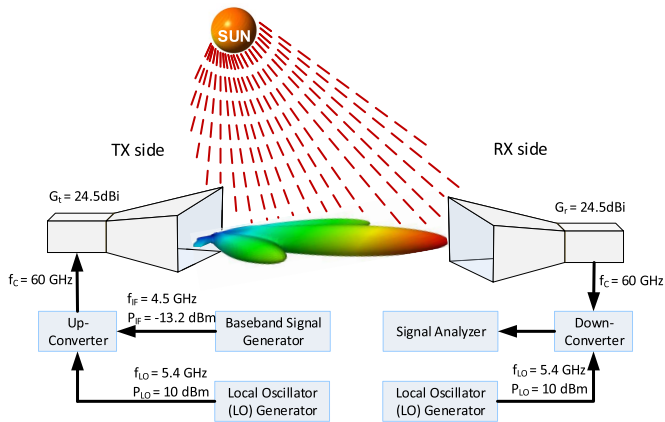 SUN
TX side
RX side
Gt = 24.5dBi
Gr = 24.5dBi
fC = 60 GHz
fC = 60 GHz
fIF = 4.5 GHz
PIF = -13.2 dBm
Up-
Converter
Baseband Signal
Generator
Signal Analyzer
Down-
Converter
fLO = 5.4 GHz
PLO = 10 dBm
fLO = 5.4 GHz
PLO = 10 dBm
Local Oscillator
(LO) Generator
Local Oscillator
(LO) Generator